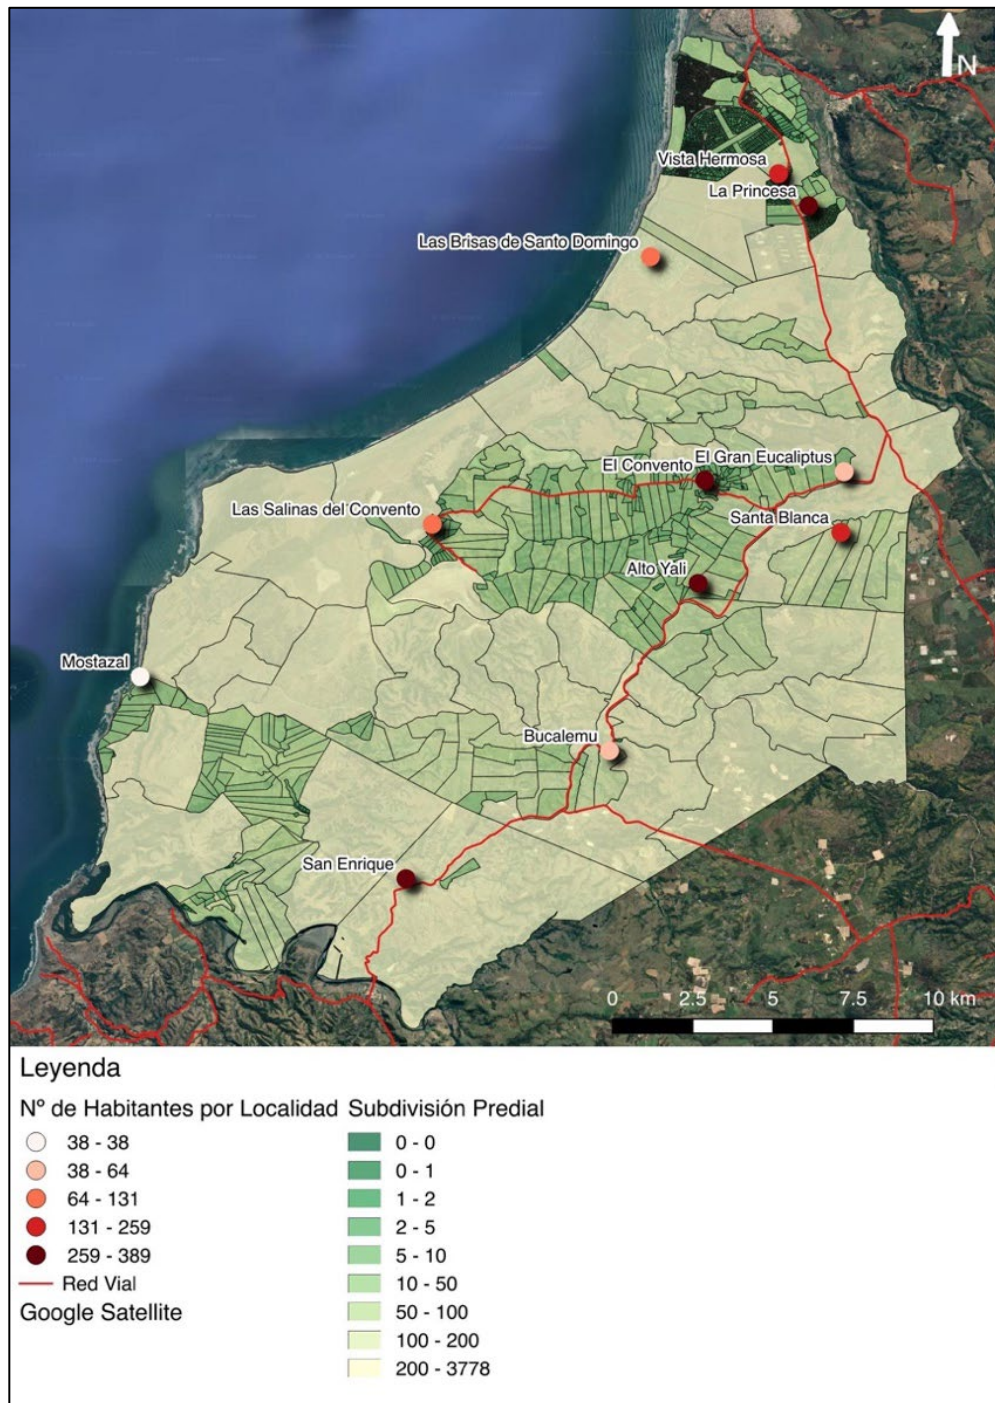 N
Vista Hermosa
La Princesa
Las Brisas de Santo Domingo
El Convento
El Gran Eucaliptus
Las Salinas del Convento
Santa Blanca
Alto Yali
Mostazal
Bucalemu
San Enrique
0 2.5 5 7.5 10 km
Leyenda
Nº de Habitantes por Localidad
38 - 38
38 - 64
64 - 131
131 - 259
259 - 389
Red Vial
Google Satellite
Subdivisión Predial
0 - 0
0 - 1
1 - 2
2 - 5
5 - 10
10 - 50
50 - 100
100 - 200
200 - 3778